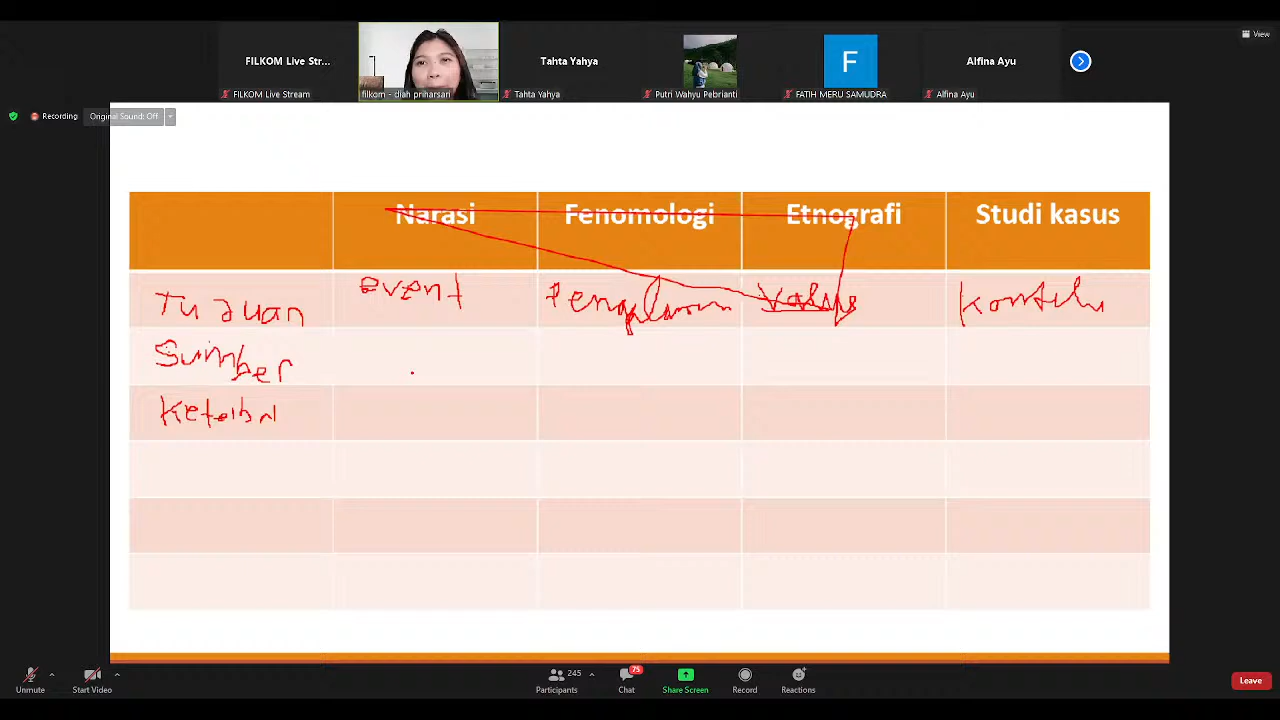 View
FILKOM Live Str...
Tahta Yahya
F
Alfina Ayu
FILKOM Live Stream
filkom - diah priharsari
Tahta Yahya
Putri Wahyu Pebrianti
FATIH MERU SAMUDRA
Alfina Ayu
Recording
Original Sound: Off
Narasi Fenomologi Etnografi Studi kasus
Tujuan event Value
Sumber
Unmute
Start Video
245
Participants
75
Chat
Share Screen
Record
Reactions
Leave